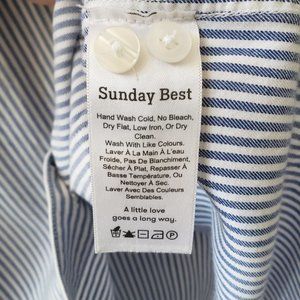 Sunday Best
Hand Wash Cold, No Bleach,
Dry Flat, Low Iron, Or Dry
Clean.
Wash With Like Colours.
Laver À La Main À L'eau
Froide, Pas De Blanchiment,
Sécher À Plat, Repasser À
Basse Température, Ou
Nettoyer À Sec.
Laver Avec Des Couleurs
Semblables.
A little love
goes a long way.